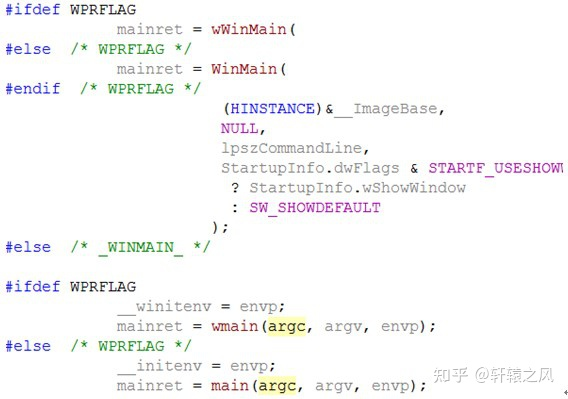 #ifdef WPRFLAG
mainret = wWinMain(
#else /* WPRFLAG */
mainret = WinMain(
#endif /* WPRFLAG */
(HINSTANCE)&__ImageBase,
NULL,
lpszCommandLine,
StartupInfo.dwFlags & STARTF_USESHOW
? StartupInfo.wShowWindow
: SW_SHOWDEFAULT
);
#else /* _WINMAIN_ */
#ifdef WPRFLAG
__winitenv = envp;
mainret = wmain(argc, argv, envp);
#else /* WPRFLAG */
__initenv = envp;
mainret = main(argc, argv, envp);
知乎 @轩辕之风